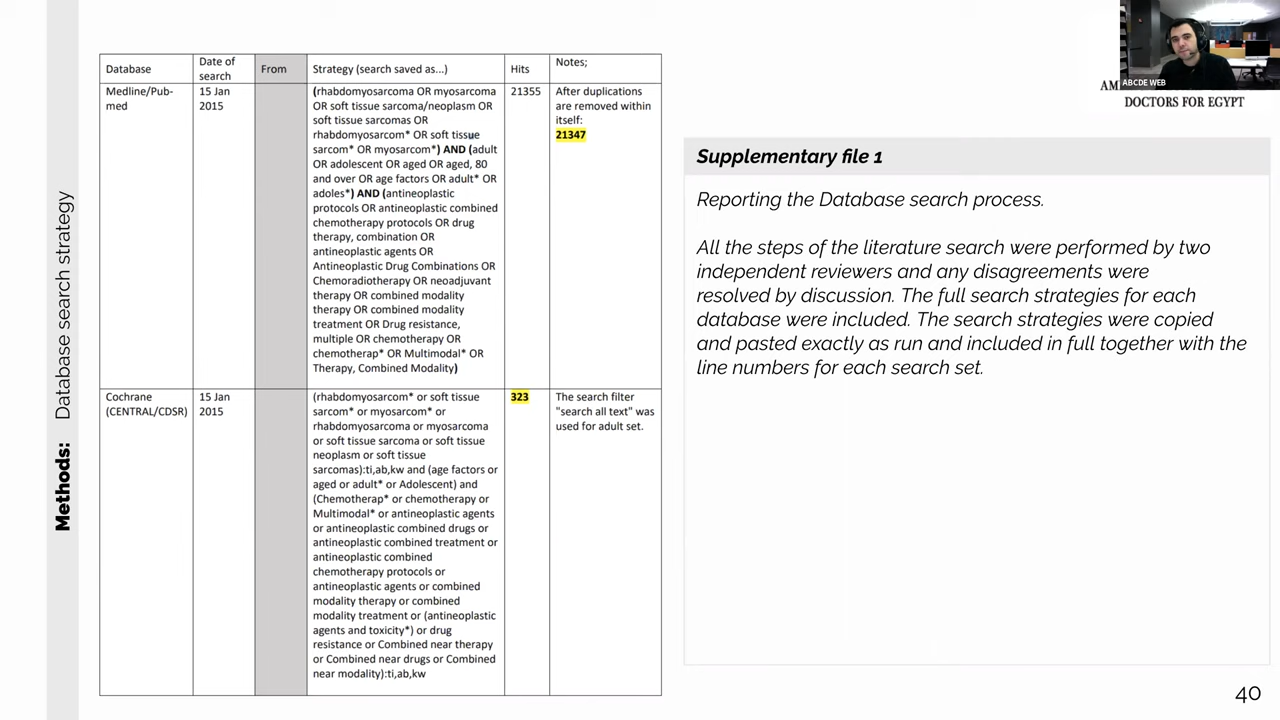 Methods: Database search strategy
Database
Date of
search
From
Strategy (search saved as...)
Hits
Notes;
Medline/Pub-
med
15 Jan
2015
(rhabdomyosarcoma OR myosarcoma
OR soft tissue sarcoma/neoplasm OR
soft tissue sarcomas OR
rhabdomyosarcom* OR soft tissue
sarcom* OR myosarcom*) AND (adult
OR adolescent OR aged OR aged, 80
and over OR age factors OR adult* OR
adoles*) AND (antineoplastic
protocols OR antineoplastic combined
chemotherapy protocols OR drug
therapy, combination OR
antineoplastic agents OR
Antineoplastic Drug Combinations OR
Chemoradiotherapy OR neoadjuvant
therapy OR combined modality
therapy OR combined modality
treatment OR Drug resistance,
multiple OR chemotherapy OR
chemotherap* OR Multimodal* OR
Therapy, Combined Modality)
21355
After duplications
are removed within
itself:
21347
Cochrane
(CENTRAL/CDSR)
15 Jan
2015
(rhabdomyosarcom* or soft tissue
sarcom* or myosarcom* or
rhabdomyosarcoma or myosarcoma
or soft tissue sarcoma or soft tissue
neoplasm or soft tissue
sarcomas):ti,ab,kw and (age factors or
aged or adult* or Adolescent) and
(Chemotherap* or chemotherapy or
Multimodal* or antineoplastic agents
or antineoplastic combined drugs or
antineoplastic combined treatment or
antineoplastic combined
chemotherapy protocols or
antineoplastic agents or combined
modality therapy or combined
modality treatment or (antineoplastic
agents and toxicity*) or drug
resistance or Combined near therapy
or Combined near drugs or Combined
near modality):ti,ab,kw
323
The search filter
"search all text" was
used for adult set.
ABCDE WEB
DOCTORS FOR EGYPT
Supplementary file 1
Reporting the Database search process.
All the steps of the literature search were performed by two
independent reviewers and any disagreements were
resolved by discussion. The full search strategies for each
database were included. The search strategies were copied
and pasted exactly as run and included in full together with the
line numbers for each search set.
40